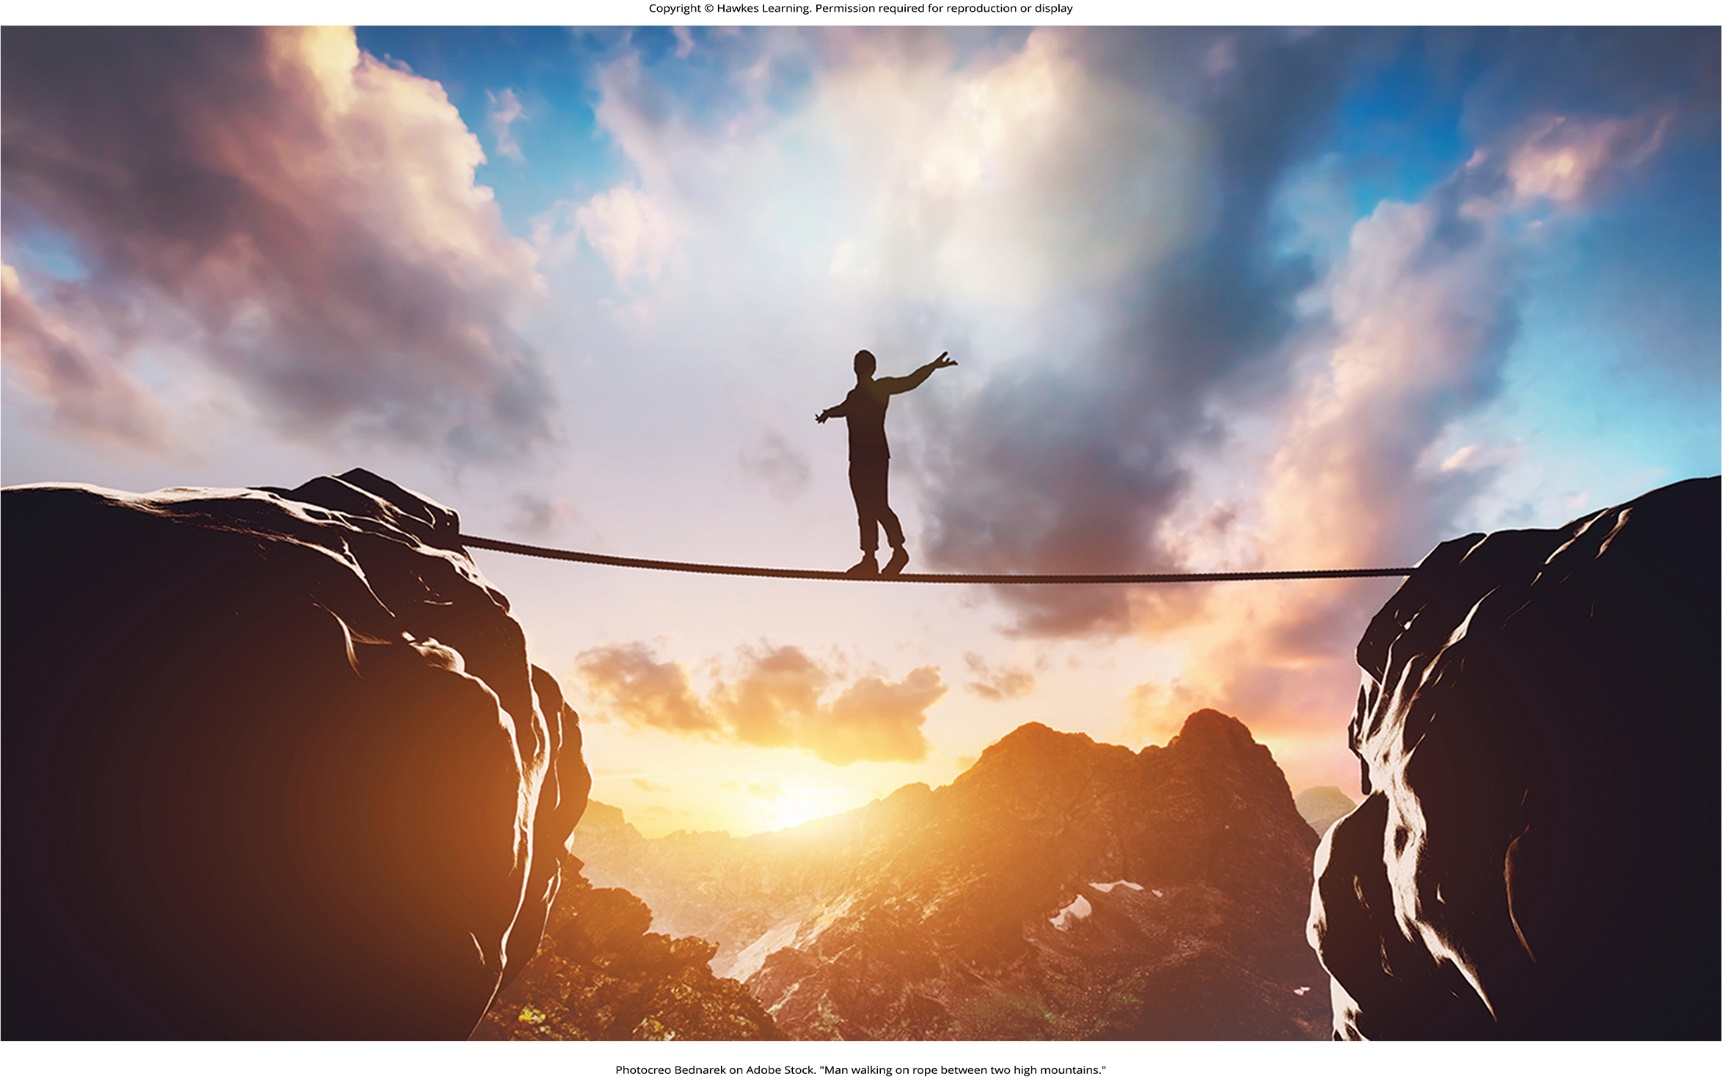 Copyright © Hawkes Learning. Permission required for reproduction or display
Photocreo Bednarek on Adobe Stock. "Man walking on rope between two high mountains."